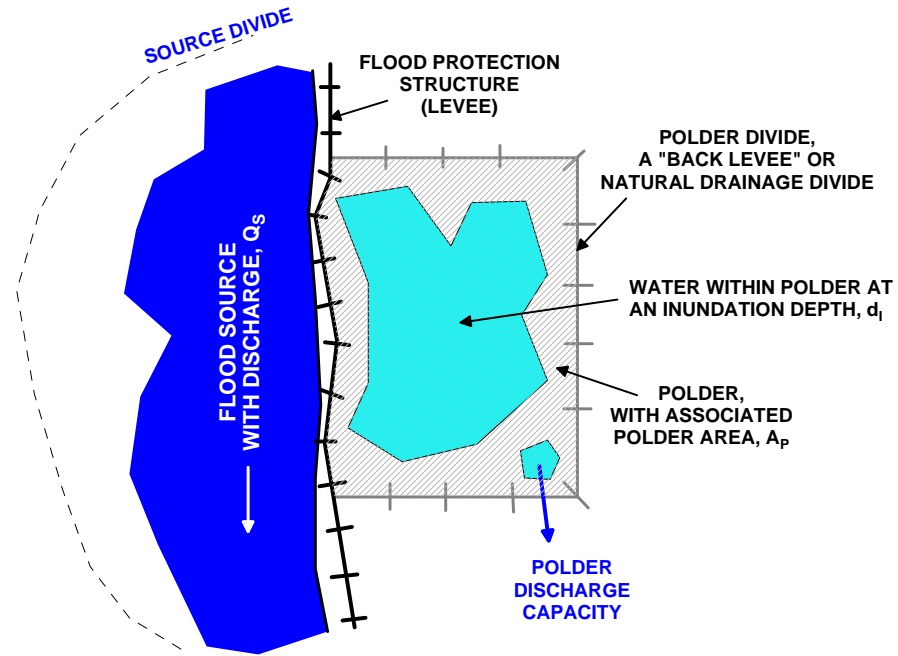 SOURCE DIVIDE
FLOOD PROTECTION
STRUCTURE
(LEVEE)
POLDER DIVIDE,
A "BACK LEVEE" OR
NATURAL DRAINAGE DIVIDE
FLOOD SOURCE
WITH DISCHARGE, QS
WATER WITHIN POLDER AT
AN INUNDATION DEPTH, dI
POLDER,
WITH ASSOCIATED
POLDER AREA, AP
POLDER
DISCHARGE
CAPACITY